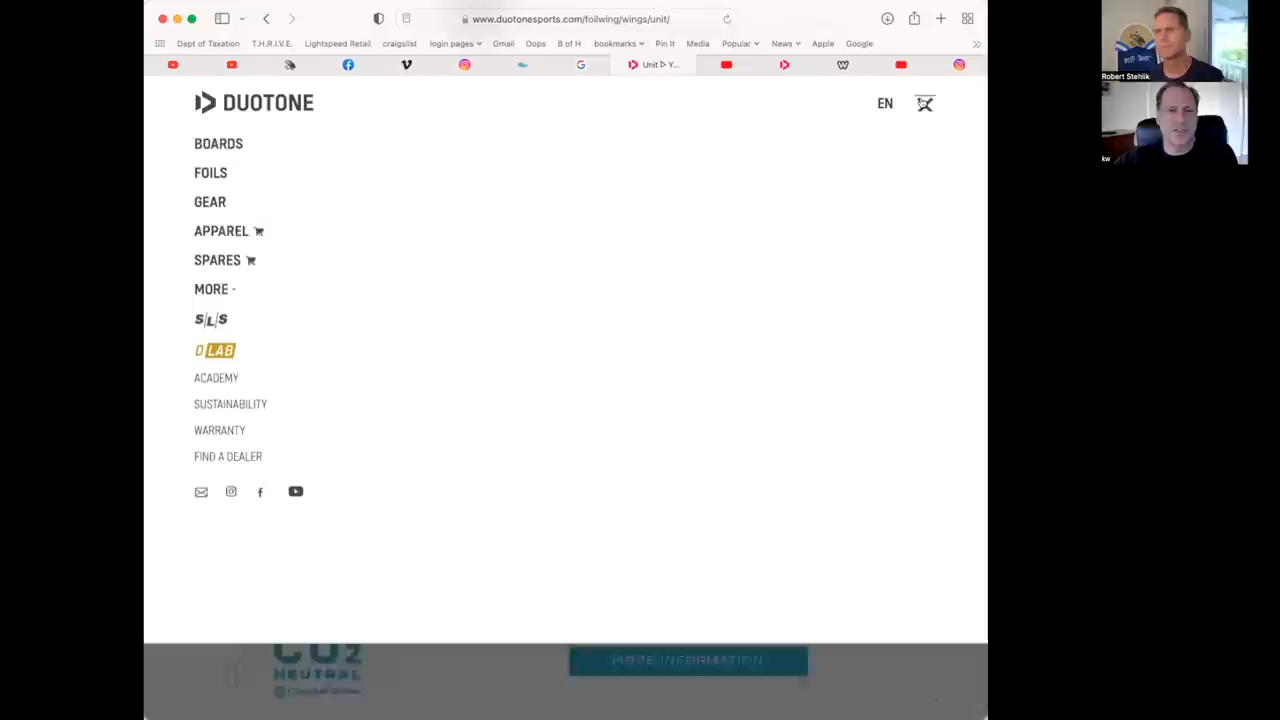 www.duotonesports.com/foilwing/wings/unit/
Dept of Taxation T.H.R.I.V.E. Lightspeed Retail craigslist login pages Gmail Oops B of H bookmarks Pin It Media Popular News Apple Google
Unit ▷ Y...
DUOTONE
EN
BOARDS
FOILS
GEAR
APPAREL
SPARES
MORE
S/L/S
D LAB
ACADEMY
SUSTAINABILITY
WARRANTY
FIND A DEALER
CO2
NEUTRAL
MORE INFORMATION
Robert Stehlik
kw